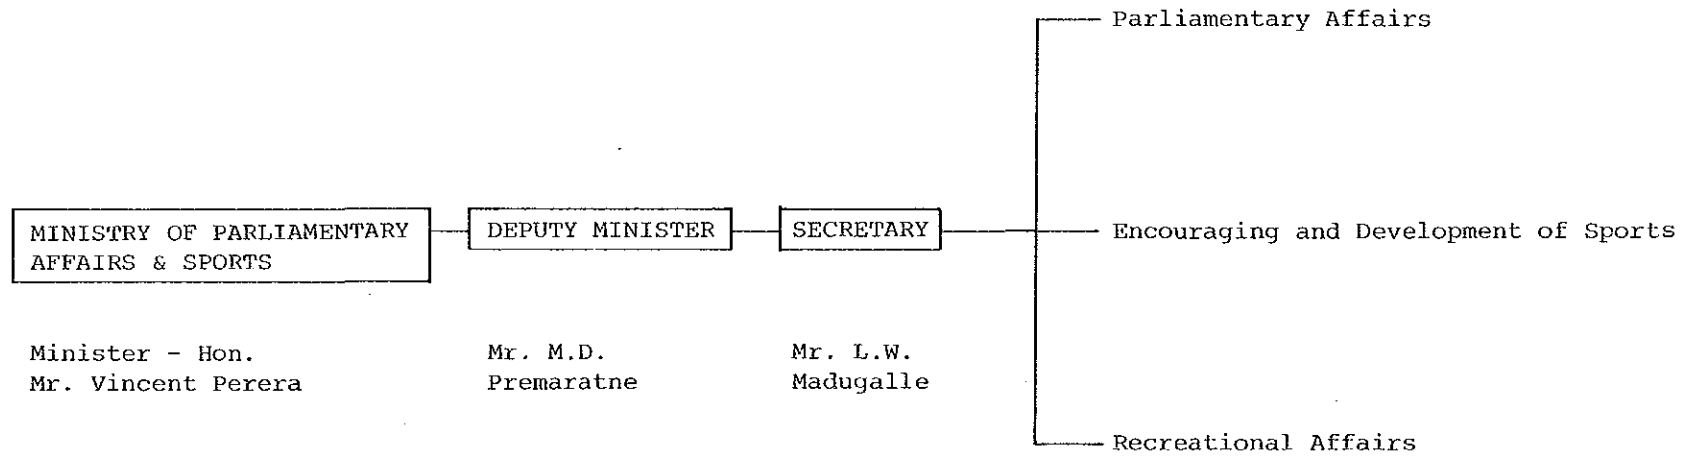 Parliamentary Affairs
MINISTRY OF PARLIAMENTARY
AFFAIRS & SPORTS
DEPUTY MINISTER
SECRETARY
Encouraging and Development of Sports
Minister - Hon.
Mr. Vincent Perera
Mr. M.D.
Premaratne
Mr. L.W.
Madugalle
Recreational Affairs